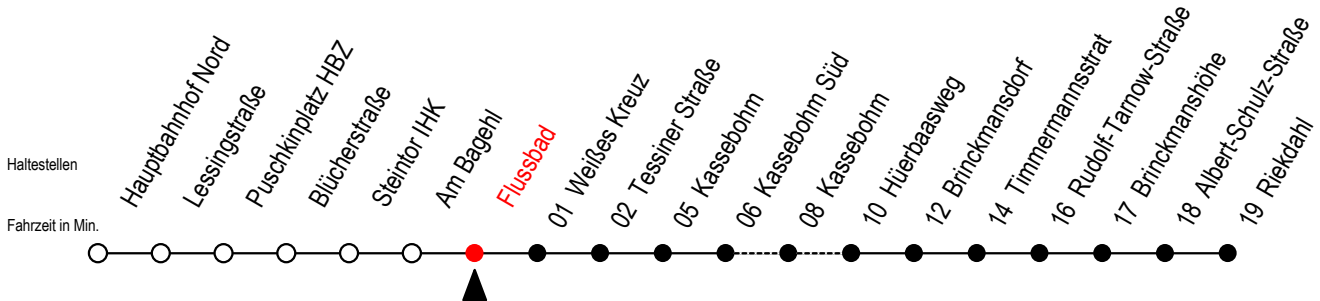 Haltestellen
Fahrzeit in Min.
Hauptbahnhof Nord
Lessingstraße
Puschkinplatz HBZ
Blücherstraße
Steintor IHK
Am Bagehl
Flussbad
01 Weißes Kreuz
02 Tessiner Straße
05 Kassebohm
06 Kassebohm Süd
08 Kassebohm
10 Hüerbaasweg
12 Brinckmansdorf
14 Timmermannsstrat
16 Rudolf-Tarnow-Straße
17 Brinckmanshöhe
18 Albert-Schulz-Straße
19 Riekdahl